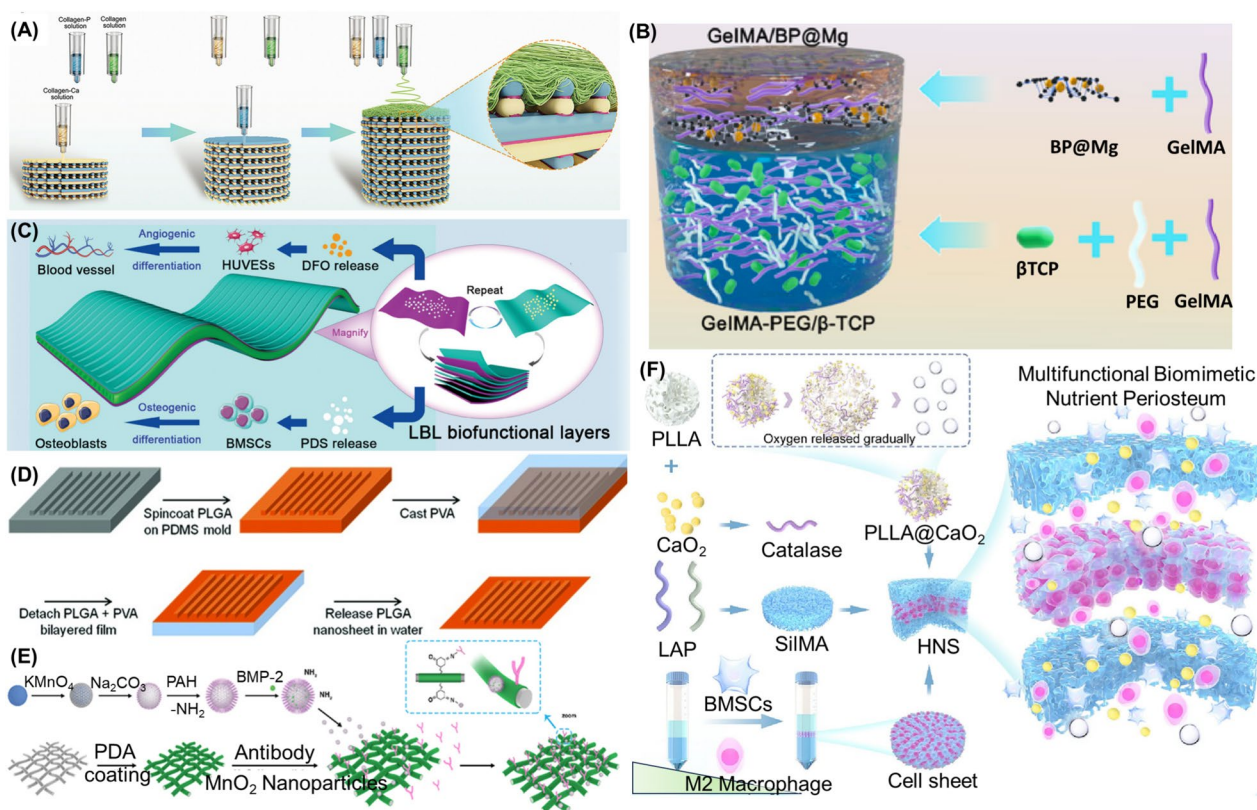 (A)
Collagen-P
solution
Collagen
solution
Collagen-Ca
solution
(B)
GelMA/BP@Mg
BP@Mg
GelMA
βTCP
PEG
GelMA
GelMA-PEG/β-TCP
(C)
Blood vessel
Angiogenic
differentiation
HUVESs
DFO release
Repeat
Magnify
Osteoblasts
Osteogenic
differentiation
BMSCs
PDS release
LBL biofunctional layers
(D)
Spincoat PLGA
on PDMS mold
Cast PVA
Detach PLGA + PVA
bilayered film
Release PLGA
nanosheet in water
(E)
KMnO₄
Na₂CO₃
PAH
-NH₂
BMP-2
NH₂
NH₂
zoom
PDA
coating
Antibody
MnO₂ Nanoparticles
(F)
PLLA
+
Oxygen released gradually
Multifunctional Biomimetic
Nutrient Periosteum
CaO₂
Catalase
PLLA@CaO₂
LAP
SilMA
HNS
BMSCs
M2 Macrophage
Cell sheet